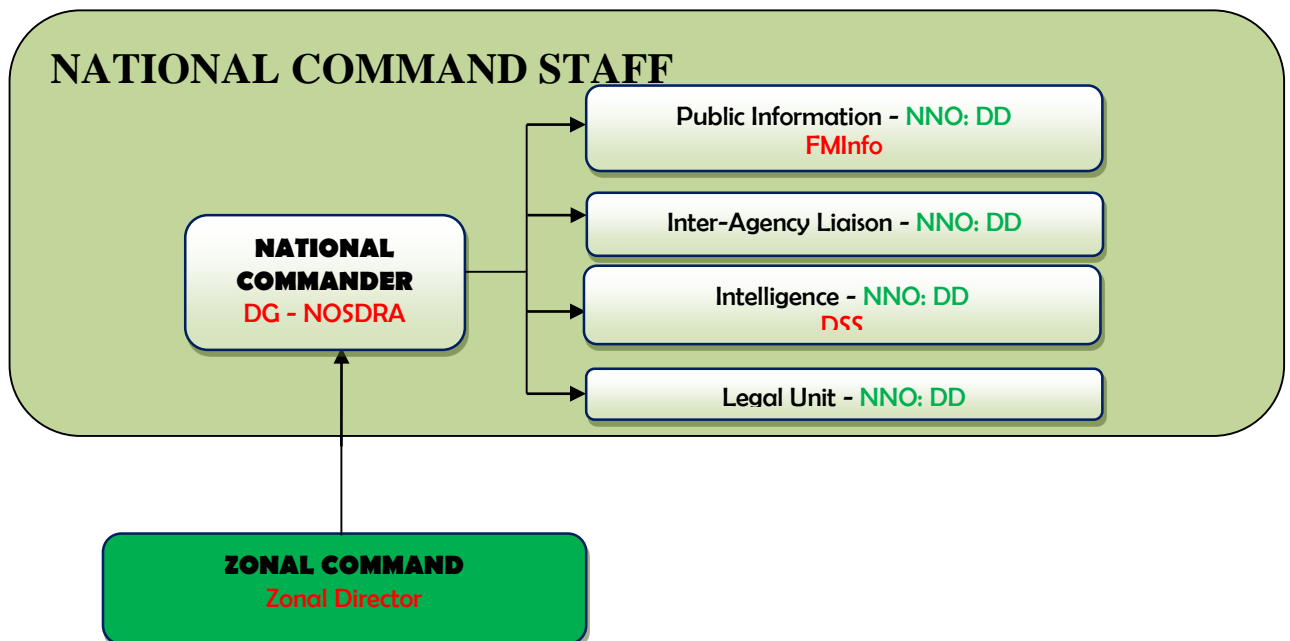 NATIONAL COMMAND STAFF
Public Information - NNO: DD
FMInfo
Inter-Agency Liaison - NNO: DD
NATIONAL
COMMANDER
DG - NOSDRA
Intelligence - NNO: DD
DSS
Legal Unit - NNO: DD
ZONAL COMMAND
Zonal Director